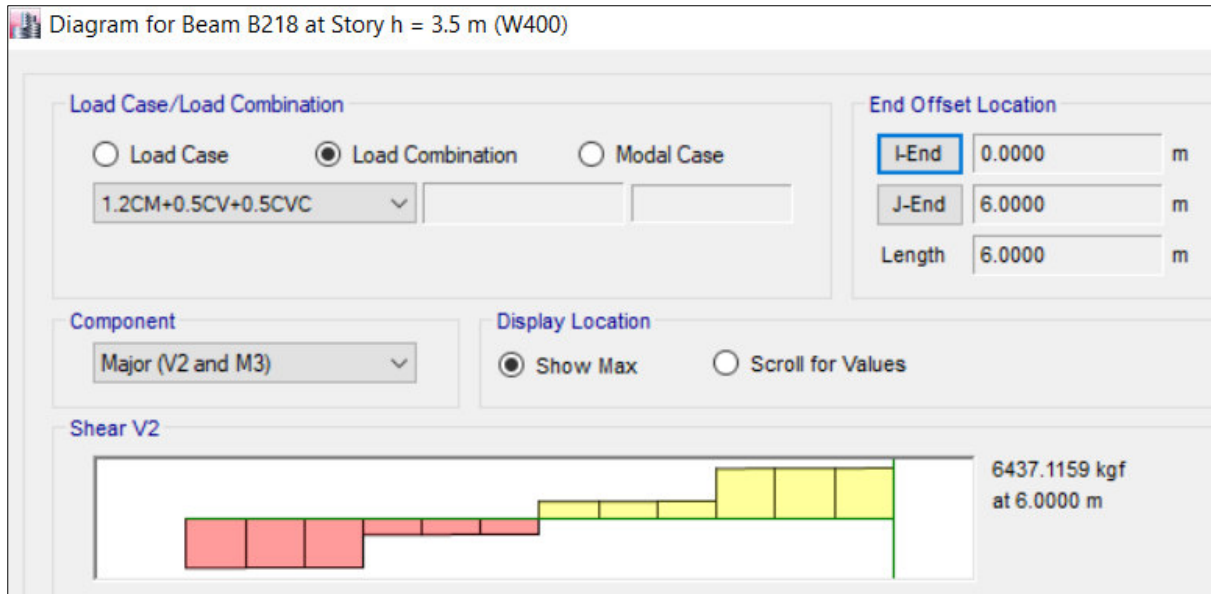 Diagram for Beam B218 at Story h = 3.5 m (W400)
Load Case/Load Combination
Load Case
Load Combination
Modal Case
1.2CM+0.5CV+0.5CVC
End Offset Location
I-End
0.0000
m
J-End
6.0000
m
Length
6.0000
m
Component
Major (V2 and M3)
Display Location
Show Max
Scroll for Values
Shear V2
6437.1159 kgf
at 6.0000 m